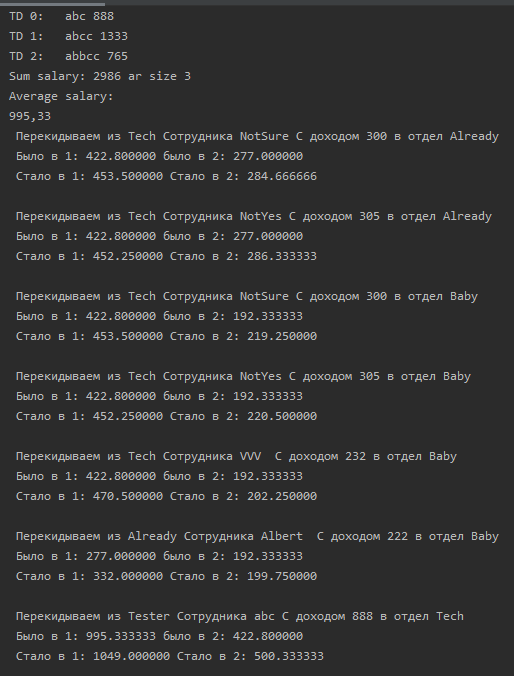 TD 0: abc 888
TD 1: abcc 1333
TD 2: abbcc 765
Sum salary: 2986 ar size 3
Average salary:
995,33
Перекидываем из Tech Сотрудника NotSure С доходом 300 в отдел Already
Было в 1: 422.800000 было в 2: 277.000000
Стало в 1: 453.500000 Стало в 2: 284.666666
Перекидываем из Tech Сотрудника NotYes С доходом 305 в отдел Already
Было в 1: 422.800000 было в 2: 277.000000
Стало в 1: 452.250000 Стало в 2: 286.333333
Перекидываем из Tech Сотрудника NotSure С доходом 300 в отдел Baby
Было в 1: 422.800000 было в 2: 192.333333
Стало в 1: 453.500000 Стало в 2: 219.250000
Перекидываем из Tech Сотрудника NotYes С доходом 305 в отдел Baby
Было в 1: 422.800000 было в 2: 192.333333
Стало в 1: 452.250000 Стало в 2: 220.500000
Перекидываем из Tech Сотрудника VVV С доходом 232 в отдел Baby
Было в 1: 422.800000 было в 2: 192.333333
Стало в 1: 470.500000 Стало в 2: 202.250000
Перекидываем из Already Сотрудника Albert С доходом 222 в отдел Baby
Было в 1: 277.000000 было в 2: 192.333333
Стало в 1: 332.000000 Стало в 2: 199.750000
Перекидываем из Tester Сотрудника abc С доходом 888 в отдел Tech
Было в 1: 995.333333 было в 2: 422.800000
Стало в 1: 1049.000000 Стало в 2: 500.333333